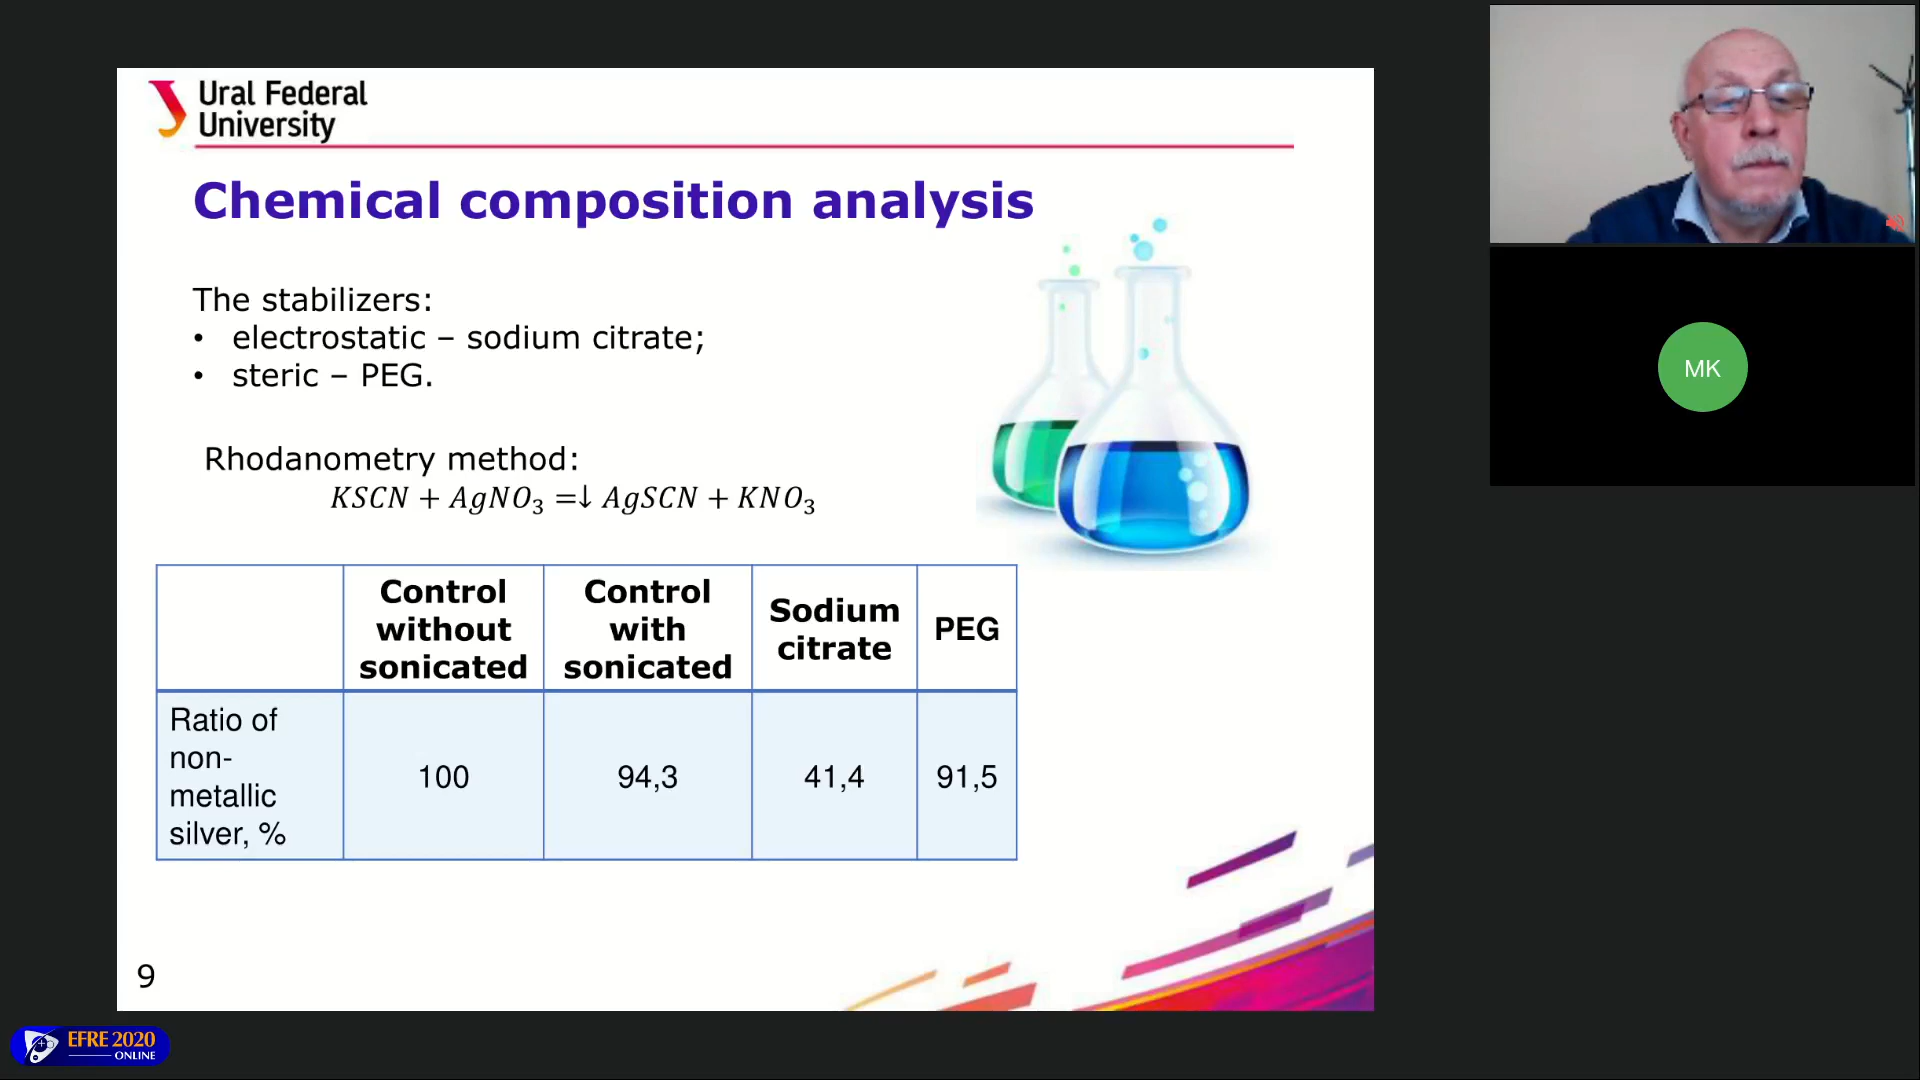 Ural Federal
University
Chemical composition analysis
The stabilizers:
• electrostatic – sodium citrate;
• steric – PEG.
Rhodanometry method:
KSCN + AgNO₃ =↓ AgSCN + KNO₃
Control
without
sonicated
Control
with
sonicated
Sodium
citrate
PEG
Ratio of
non-
metallic
silver, %
100
94,3
41,4
91,5
9
MK
EFRE 2020
ONLINE